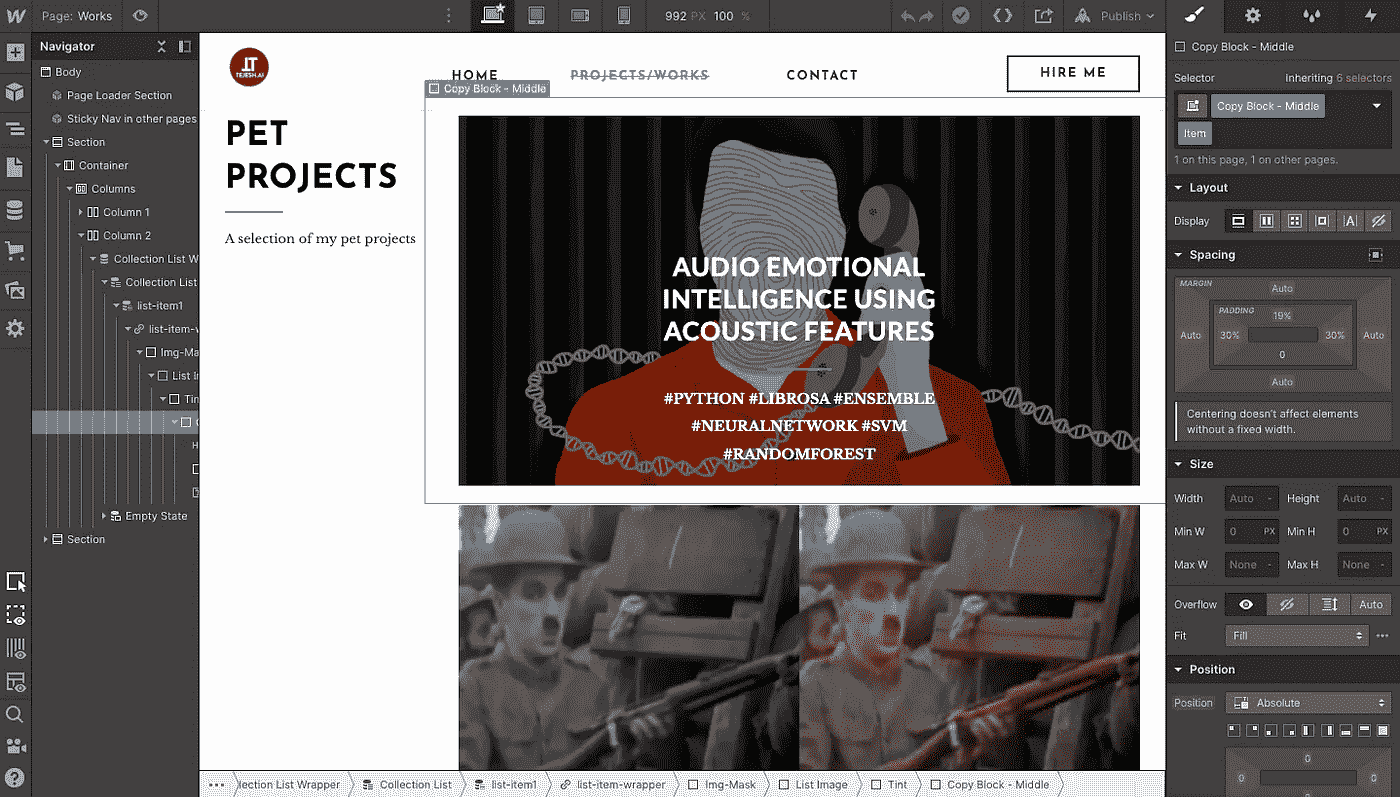 W Page: Works 992 PX 100 % Publish
Navigator
Body
Page Loader Section
Sticky Nav in other pages
Section
Container
Columns
Column 1
Column 2
Collection List W
Collection List
list-item1
list-item-w
Img-Ma
List Ir
Tin
C
H
Empty State
Section
TEJESH.AI
HOME PROJECTS/WORKS CONTACT HIRE ME
Copy Block - Middle
PET
PROJECTS
A selection of my pet projects
AUDIO EMOTIONAL
INTELLIGENCE USING
ACOUSTIC FEATURES
#PYTHON #LIBROSA #ENSEMBLE
#NEURALNETWORK #SVM
#RANDOMFOREST
lection List Wrapper Collection List list-item1 list-item-wrapper Img-Mask List Image Tint Copy Block - Middle
Copy Block - Middle
Selector Inheriting 6 selectors
Copy Block - Middle
Item
1 on this page, 1 on other pages.
Layout
Display
Spacing
MARGIN Auto
PADDING 19%
Auto 30% 30% Auto
0
Auto
Centering doesn't affect elements
without a fixed width.
Size
Width Auto - Height Auto -
Min W 0 PX Min H 0 PX
Max W None - Max H None -
Overflow Auto
Fit Fill
Position
Position Absolute
0
0 0